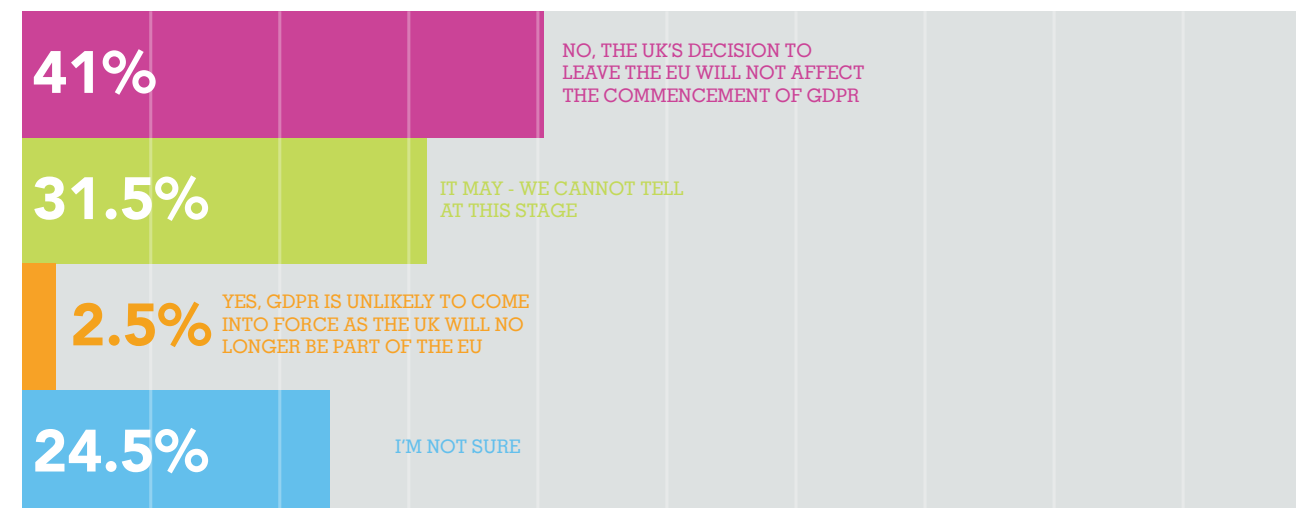 41%
NO, THE UK'S DECISION TO
LEAVE THE EU WILL NOT AFFECT
THE COMMENCEMENT OF GDPR
31.5%
IT MAY - WE CANNOT TELL
AT THIS STAGE
2.5%
YES, GDPR IS UNLIKELY TO COME
INTO FORCE AS THE UK WILL NO
LONGER BE PART OF THE EU
24.5%
I'M NOT SURE